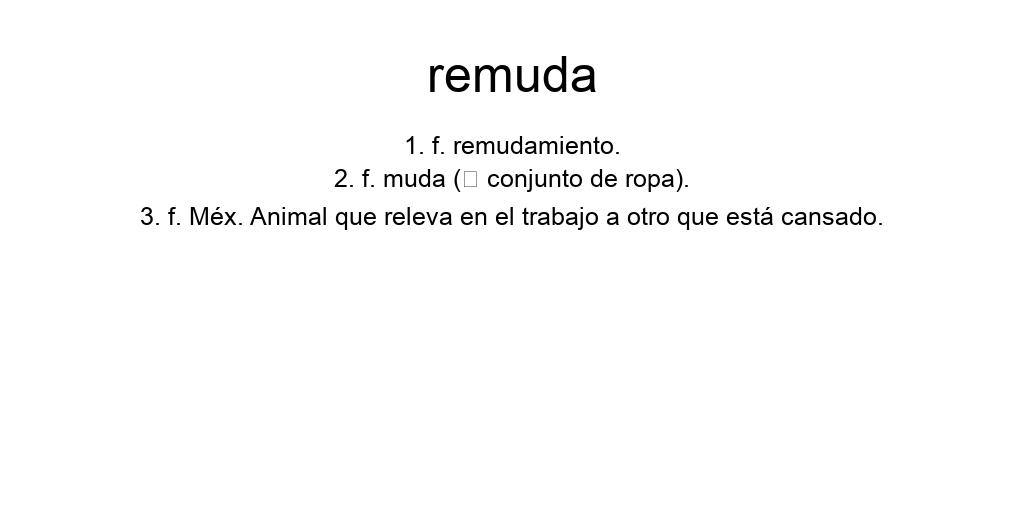 remuda
1. f. remudamiento.
2. f. muda (□ conjunto de ropa).
3. f. Méx. Animal que releva en el trabajo a otro que está cansado.